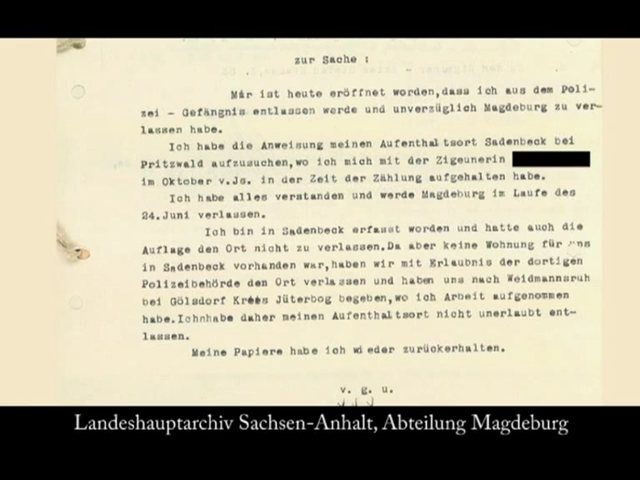 zur Sache :
Mir ist heute eröffnet worden,dass ich aus dem Poli-
zei - Gefängnis entlassen werde und unverzüglich Magdeburg zu ver-
lassen habe.
Ich habe die Anweisung meinen Aufenthaltsort Sadenbeck bei
Pritzwald aufzusuchen,wo ich mich mit der Zigeunerin
im Oktober v.Js. in der Zeit der Zählung aufgehalten habe.
Ich habe alles verstanden und werde Magdeburg im Laufe des
24.Juni verlassen.
Ich bin in Sadenbeck erfasst worden und hatte auch die
Auflage den Ort nicht zu verlassen.Da aber keine Wohnung für uns
in Sadenbeck vorhanden war,haben wir mit Erlaubnis der dortigen
Polizeibehörde den Ort verlassen und haben uns nach Weidmannsruh
bei Gölsdorf Krees Jüterbog begeben,wo ich Arbeit aufgenommen
habe.Ichnhabe daher meinen Aufenthaltsort nicht unerlaubt ent-
lassen.
Meine Papiere habe ich wieder zurückerhalten.
v. g. u.
Landeshauptarchiv Sachsen-Anhalt, Abteilung Magdeburg